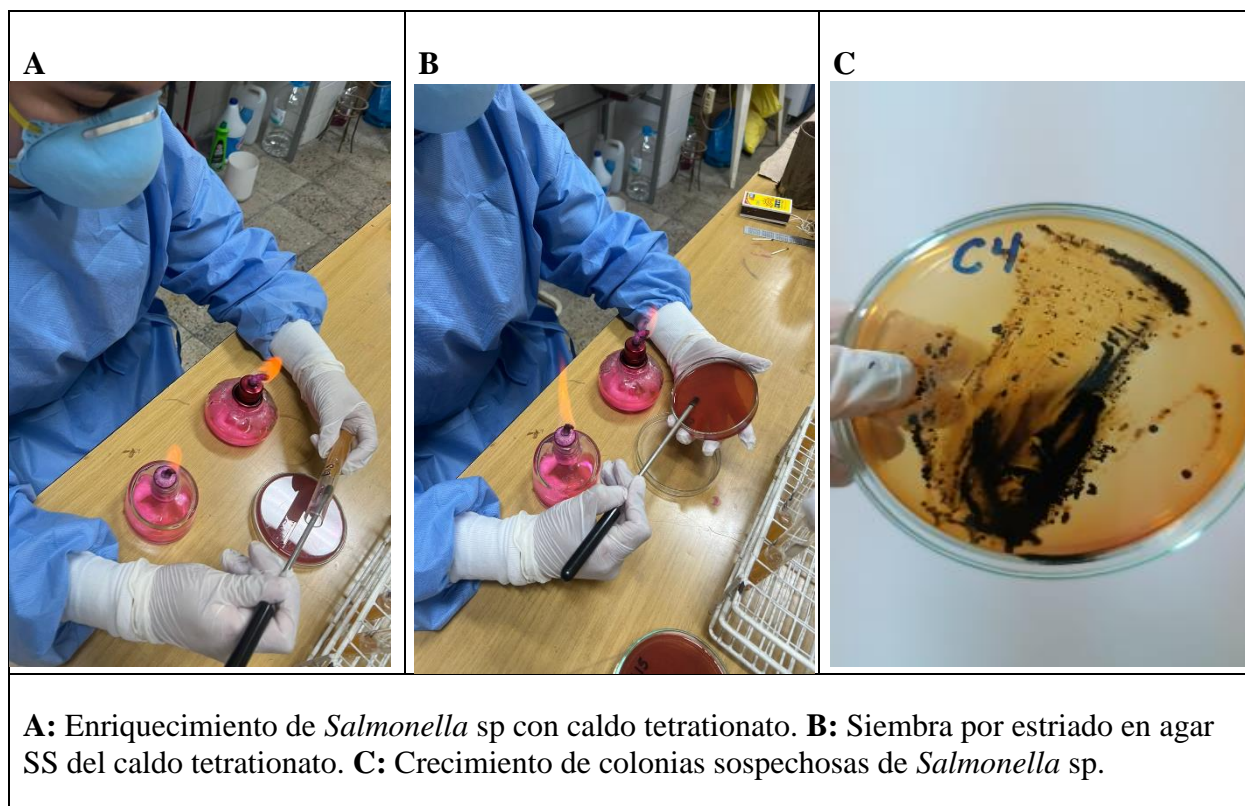 A
B
C
C4
A: Enriquecimiento de Salmonella sp con caldo tetrationato. B: Siembra por estriado en agar
SS del caldo tetrationato. C: Crecimiento de colonias sospechosas de Salmonella sp.